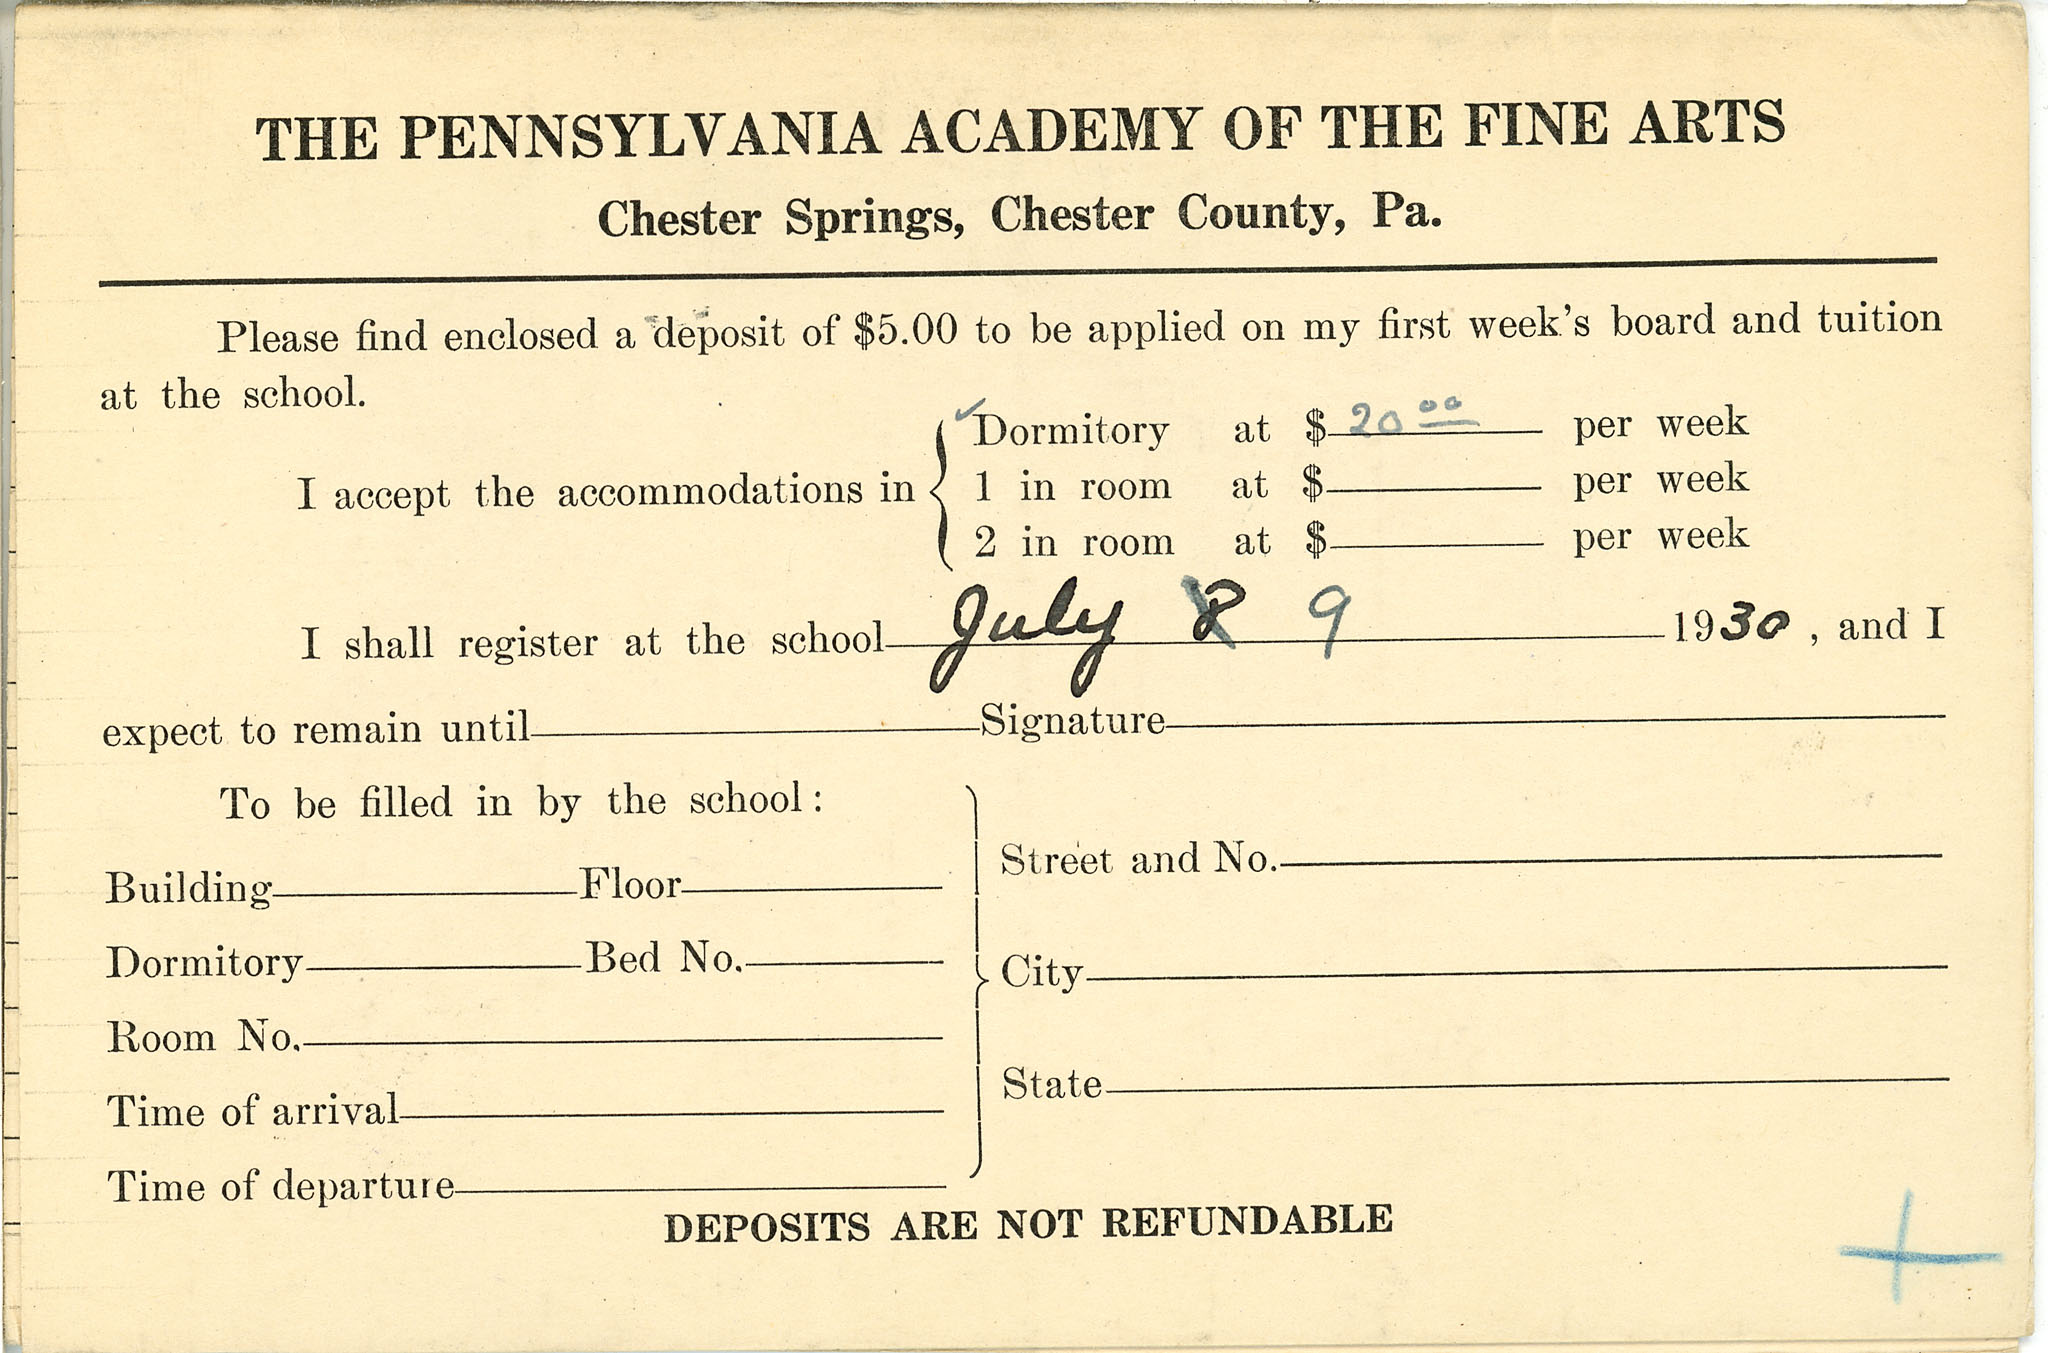 THE PENNSYLVANIA ACADEMY OF THE FINE ARTS
Chester Springs, Chester County, Pa.
Please find enclosed a deposit of $5.00 to be applied on my first week's board and tuition
at the school.
Dormitory at $ 20 00 per week
I accept the accommodations in 1 in room at $ per week
2 in room at $ per week
I shall register at the school July 8 9 1930, and I
expect to remain until Signature
To be filled in by the school:
Building Floor
Dormitory Bed No.
Room No.
Time of arrival
Time of departure
Street and No.
City
State
DEPOSITS ARE NOT REFUNDABLE